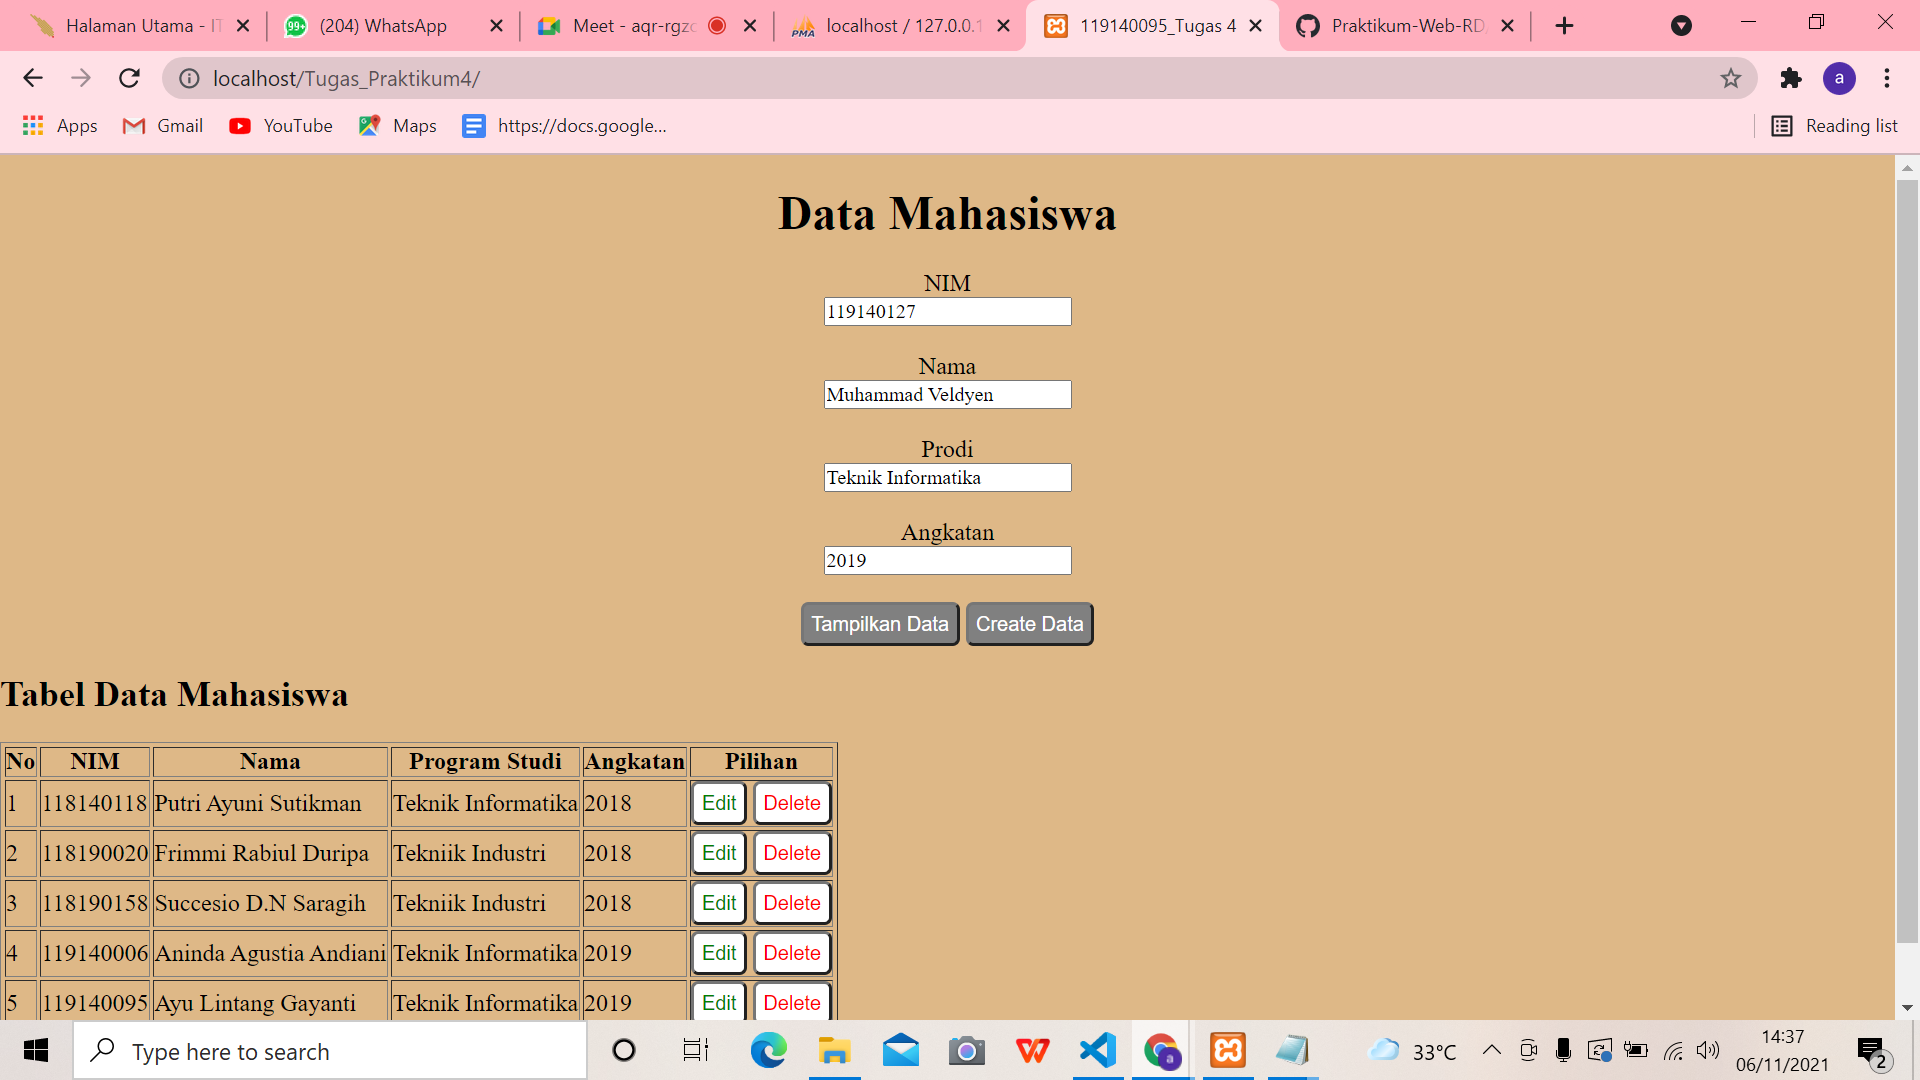 Halaman Utama - IT
(204) WhatsApp
Meet - aqr-rgzc
localhost / 127.0.0.1
119140095_Tugas 4
Praktikum-Web-RD
localhost/Tugas_Praktikum4/
a
Apps
Gmail
YouTube
Maps
https://docs.google...
Reading list
Data Mahasiswa
NIM
119140127
Nama
Muhammad Veldyen
Prodi
Teknik Informatika
Angkatan
2019
Tampilkan Data Create Data
Tabel Data Mahasiswa
No NIM Nama Program Studi Angkatan Pilihan
1 118140118 Putri Ayuni Sutikman Teknik Informatika 2018 Edit Delete
2 118190020 Frimmi Rabiul Duripa Tekniik Industri 2018 Edit Delete
3 118190158 Succesio D.N Saragih Tekniik Industri 2018 Edit Delete
4 119140006 Aninda Agustia Andiani Teknik Informatika 2019 Edit Delete
5 119140095 Ayu Lintang Gayanti Teknik Informatika 2019 Edit Delete
Type here to search
33°C
14:37
06/11/2021
2